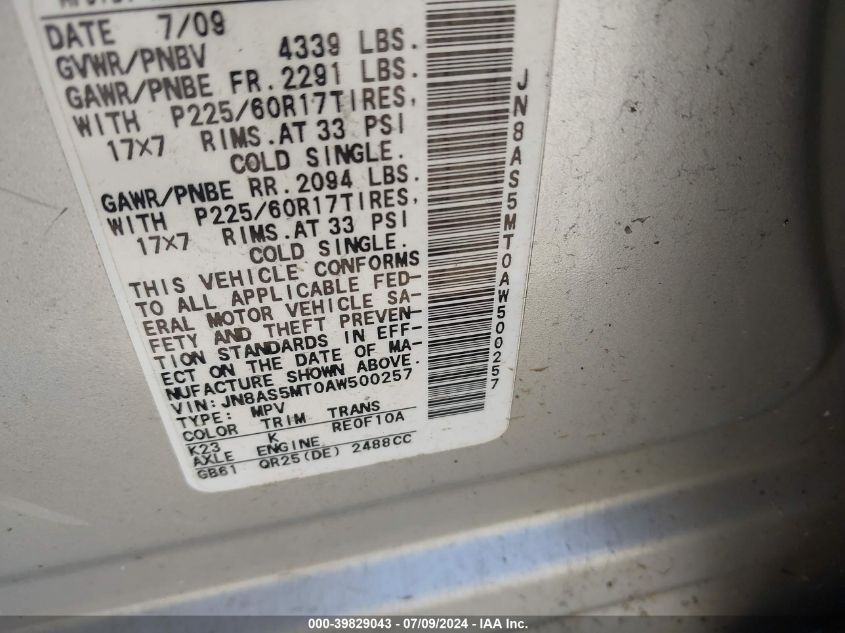 DATE 7/09
GVWR/PNBV 4339 LBS.
GAWR/PNBE FR.2291 LBS.
WITH P225/60R17TIRES,
17X7 RIMS.AT 33 PSI
COLD SINGLE.
GAWR/PNBE RR.2094 LBS.
WITH P225/60R17TIRES,
17X7 RIMS.AT 33 PSI
COLD SINGLE.
THIS VEHICLE CONFORMS
TO ALL APPLICABLE FED-
ERAL MOTOR VEHICLE SA-
FETY AND THEFT PREVEN-
TION STANDARDS IN EFF-
ECT ON THE DATE OF MA-
NUFACTURE SHOWN ABOVE.
VIN:JN8AS5MT0AW500257
TYPE: MPV
COLOR TRIM TRANS
K23 K RE0F10A
AXLE ENGINE
GB61 QR25(DE) 2488CC
JN8AS5MT0AW500257
000-39829043 - 07/09/2024 - IAA Inc.